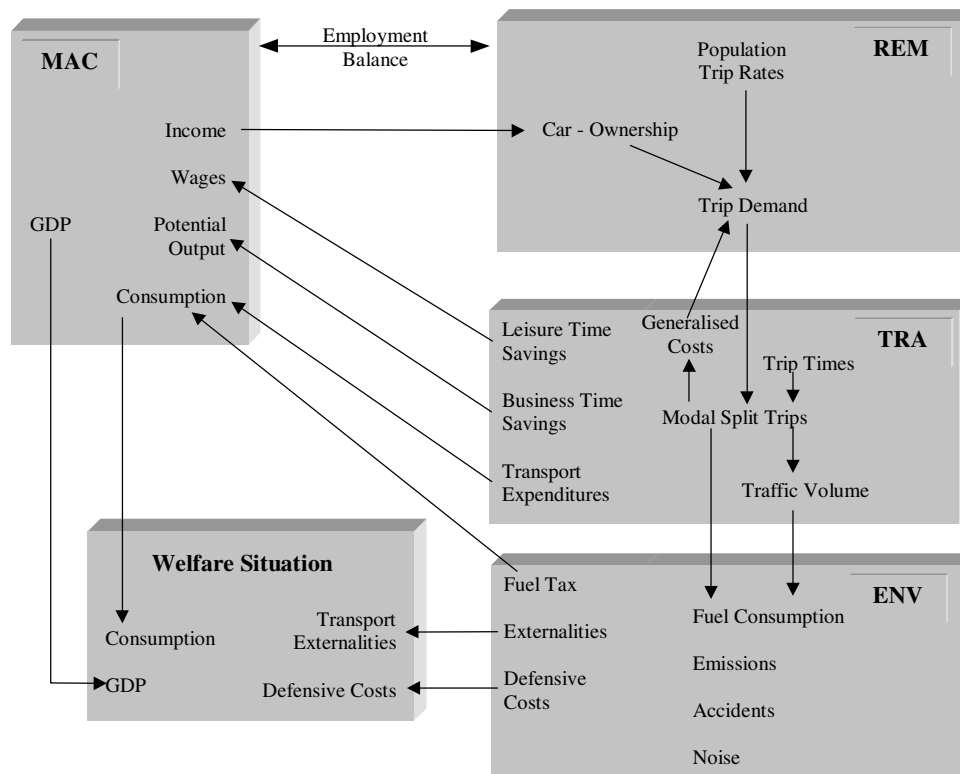 MAC
Income
Wages
GDP
Potential
Output
Consumption
Employment
Balance
REM
Population
Trip Rates
Car - Ownership
Trip Demand
TRA
Leisure Time
Savings
Generalised
Costs
Trip Times
Business Time
Savings
Modal Split Trips
Transport
Expenditures
Traffic Volume
Welfare Situation
Transport
Externalities
Consumption
GDP
Defensive Costs
ENV
Fuel Tax
Externalities
Defensive
Costs
Fuel Consumption
Emissions
Accidents
Noise